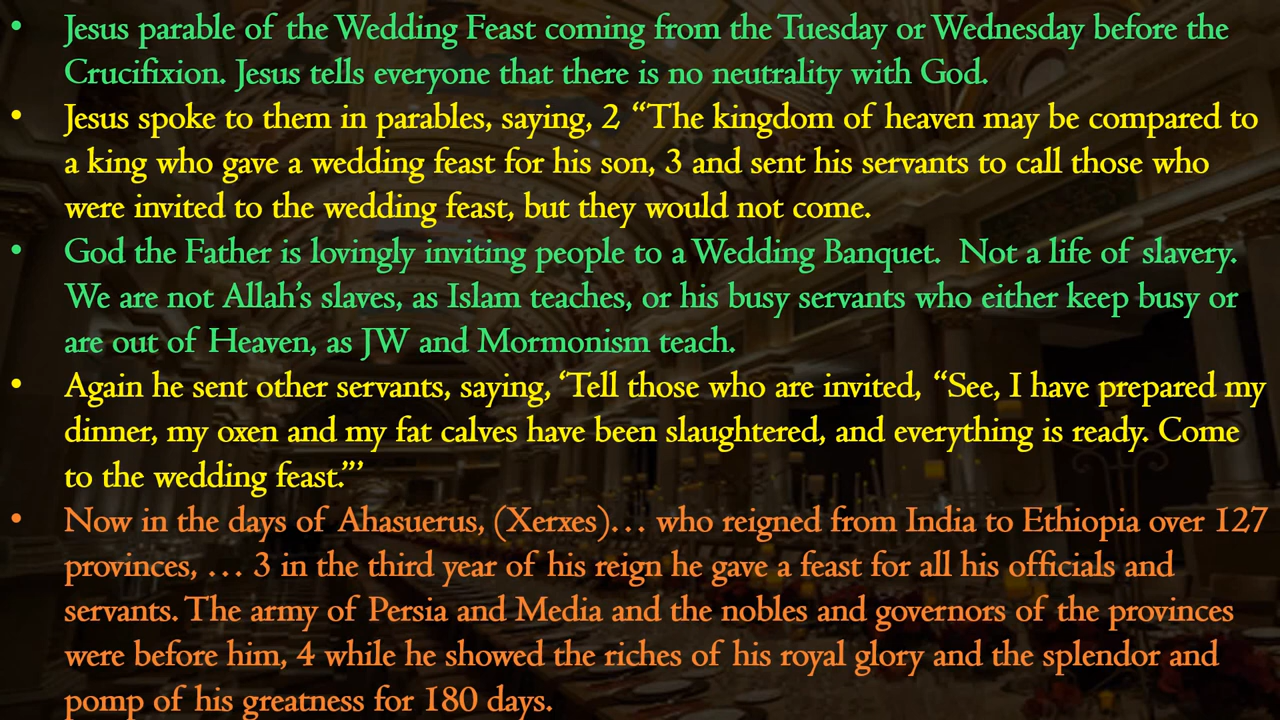 • Jesus parable of the Wedding Feast coming from the Tuesday or Wednesday before the
Crucifixion. Jesus tells everyone that there is no neutrality with God.
• Jesus spoke to them in parables, saying, 2 “The kingdom of heaven may be compared to
a king who gave a wedding feast for his son, 3 and sent his servants to call those who
were invited to the wedding feast, but they would not come.
• God the Father is lovingly inviting people to a Wedding Banquet.  Not a life of slavery.
We are not Allah’s slaves, as Islam teaches, or his busy servants who either keep busy or
are out of Heaven, as JW and Mormonism teach.
• Again he sent other servants, saying, ‘Tell those who are invited, “See, I have prepared my
dinner, my oxen and my fat calves have been slaughtered, and everything is ready. Come
to the wedding feast.”’
• Now in the days of Ahasuerus, (Xerxes)… who reigned from India to Ethiopia over 127
provinces, … 3 in the third year of his reign he gave a feast for all his officials and
servants. The army of Persia and Media and the nobles and governors of the provinces
were before him, 4 while he showed the riches of his royal glory and the splendor and
pomp of his greatness for 180 days.